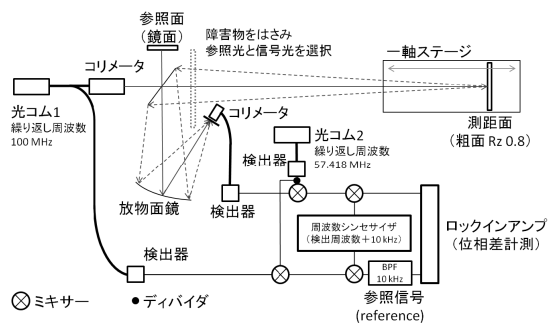 参照面
(鏡面)
障害物をはさみ
参照光と信号光を選択
コリメータ
一軸ステージ
光コム1
繰り返し周波数
100 MHz
コリメータ
光コム2
繰り返し周波数
57.418 MHz
測距面
(粗面 Rz 0.8)
検出器
放物面鏡
検出器
周波数シンセサイザ
(検出周波数+10 kHz)
ロックインアンプ
(位相差計測)
検出器
BPF
10 kHz
参照信号
(reference)
ミキサー
ディバイダ